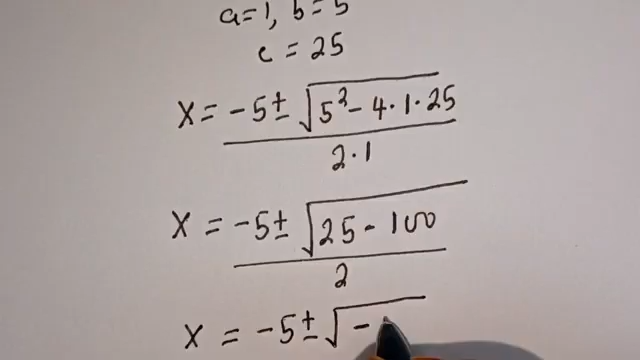 a=1, b=5
c = 25
x = -5 ± √5² - 4·1·25
2·1
x = -5 ± √25 - 100
2
x = -5 ± √-